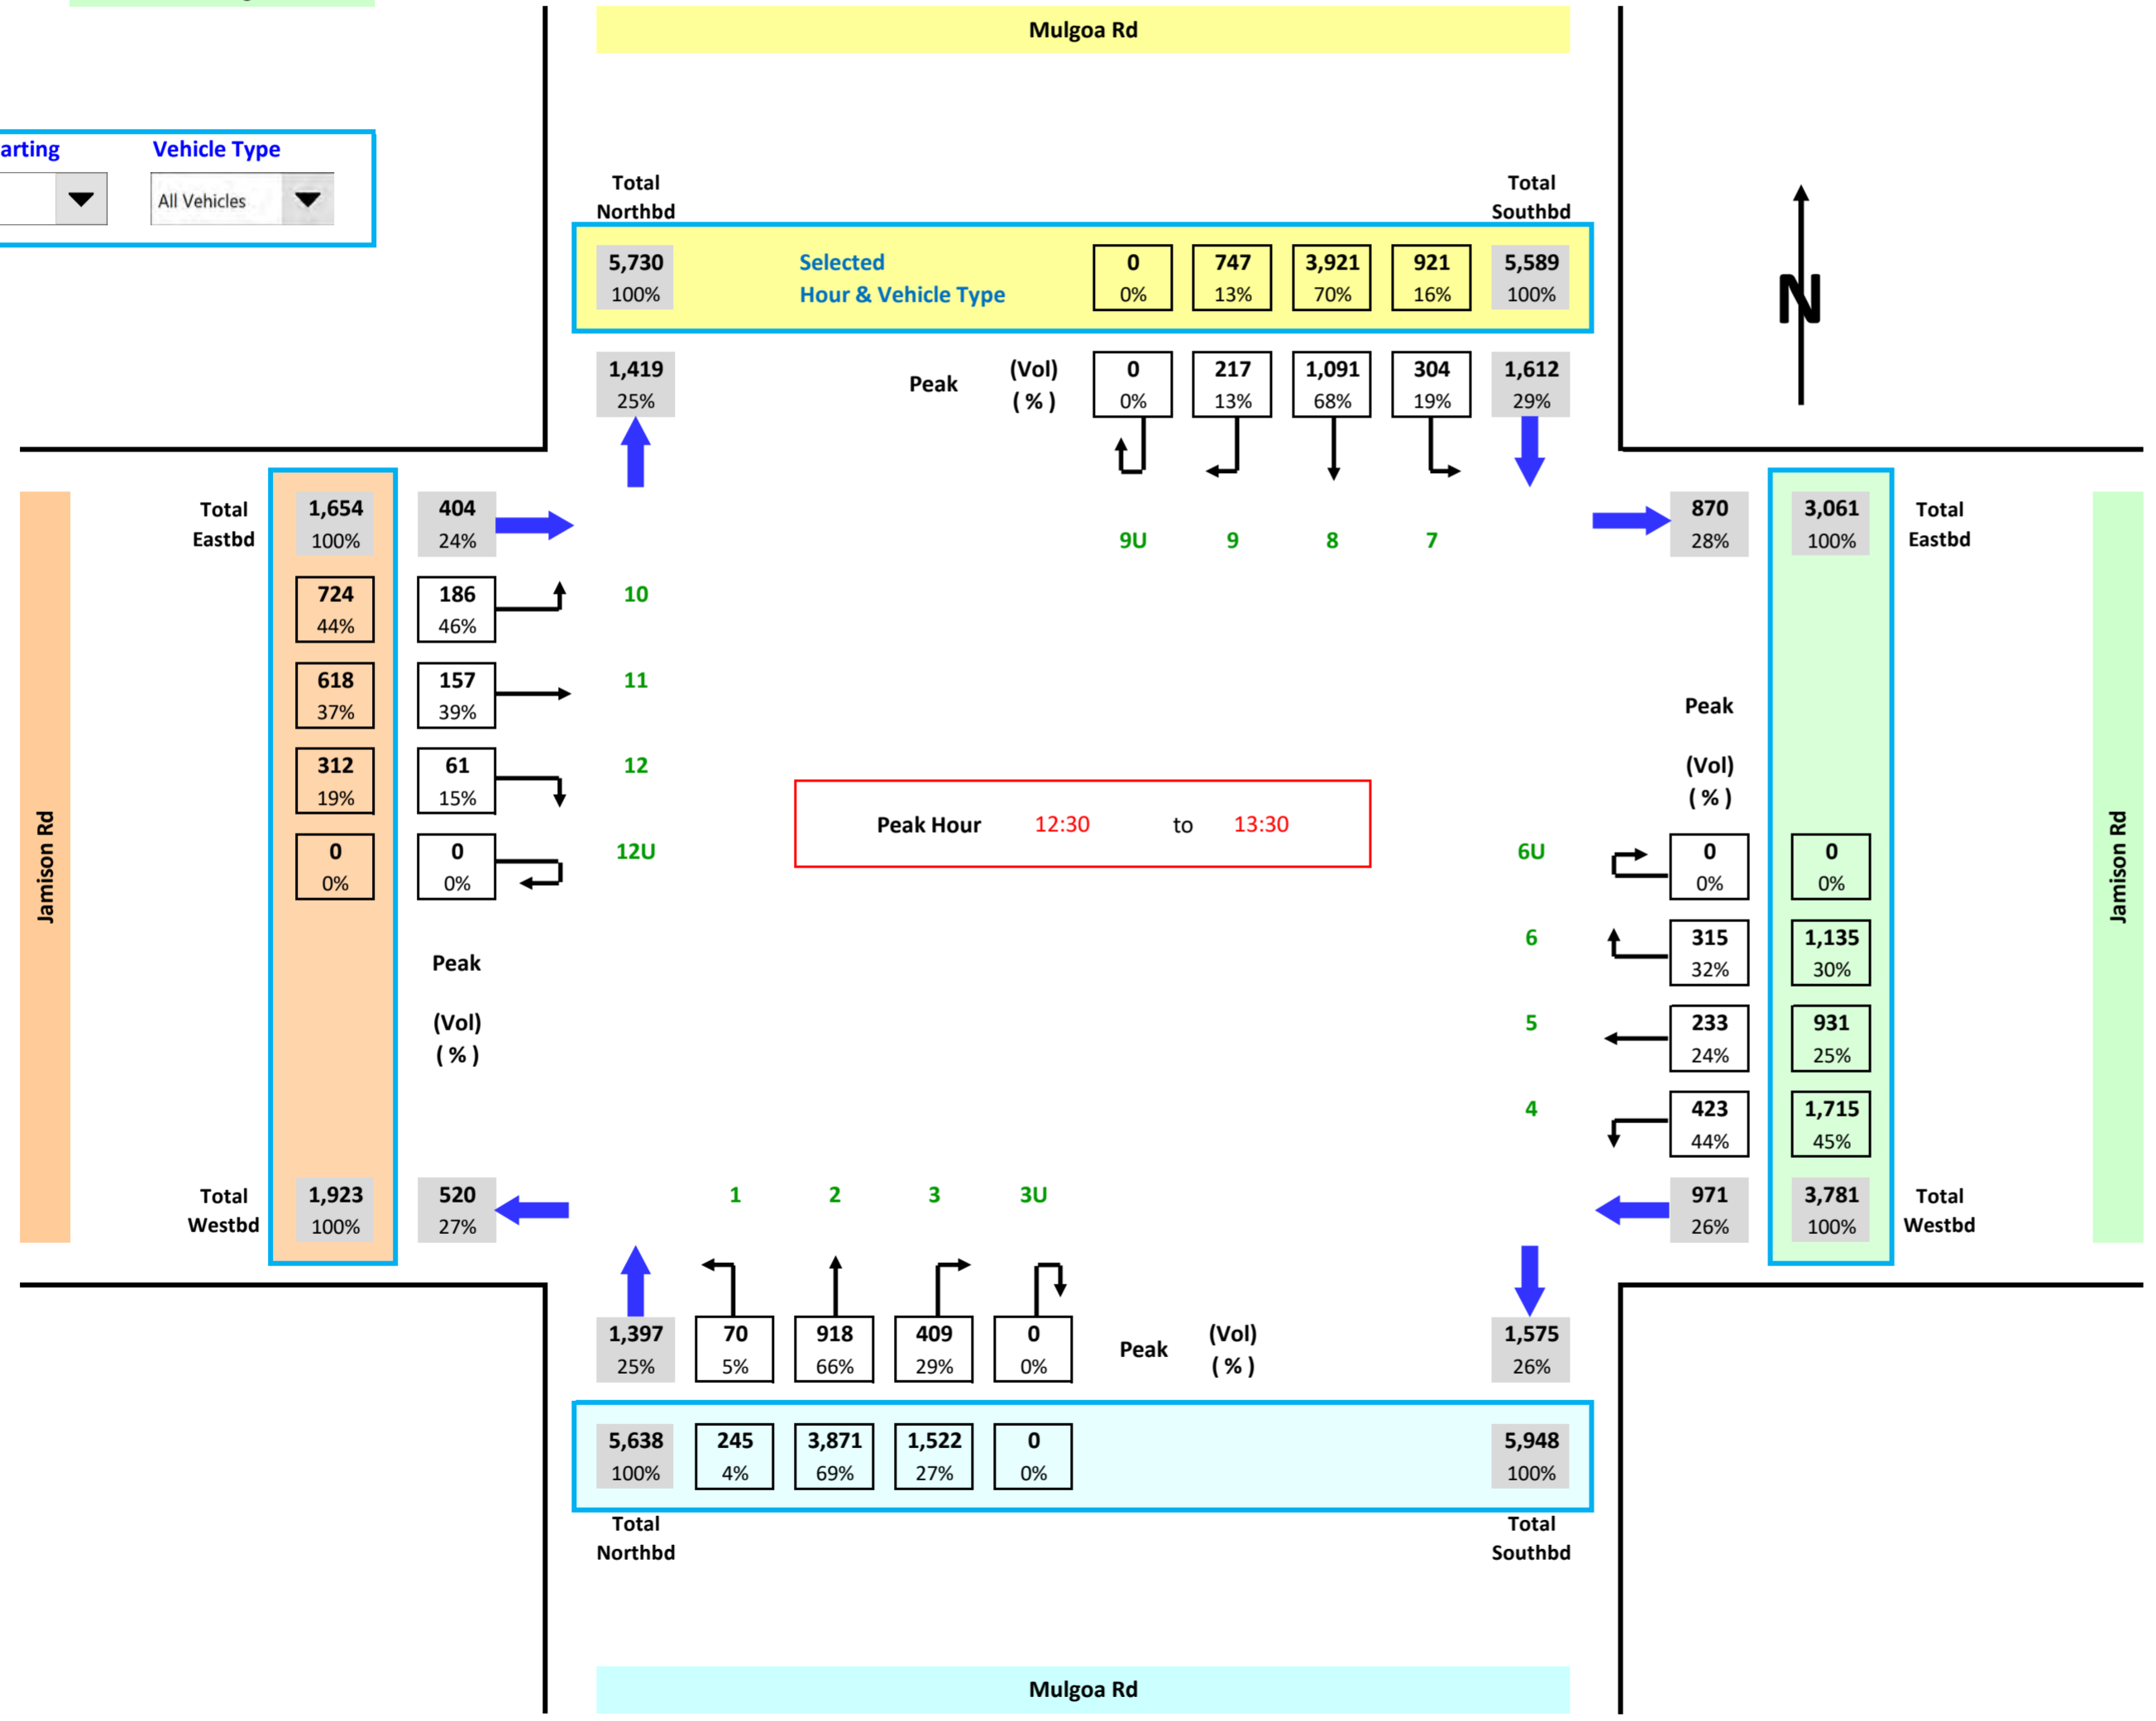 Mulgoa Rd
arting Vehicle Type
All Vehicles
Total Total
Northbd Southbd
5,730 Selected 0 747 3,921 921 5,589
100% Hour & Vehicle Type 0% 13% 70% 16% 100%
1,419 Peak (Vol) 0 217 1,091 304 1,612
25% ( % ) 0% 13% 68% 19% 29%
N
Total 1,654 404 870 3,061 Total
Eastbd 100% 24% 28% 100% Eastbd
9U 9 8 7
724 186 10
44% 46%
618 157 11
37% 39%
Peak
312 61 12 (Vol)
19% 15% ( % )
Peak Hour 12:30 to 13:30
Jamison Rd
Jamison Rd
0 0 12U 6U 0 0
0% 0% 0% 0%
6 315 1,135
32% 30%
Peak
(Vol) 5 233 931
( % ) 24% 25%
4 423 1,715
44% 45%
Total 1,923 520 1 2 3 3U 971 3,781 Total
Westbd 100% 27% 26% 100% Westbd
1,397 70 918 409 0 Peak (Vol) 1,575
25% 5% 66% 29% 0% ( % ) 26%
5,638 245 3,871 1,522 0 5,948
100% 4% 69% 27% 0% 100%
Total Total
Northbd Southbd
Mulgoa Rd